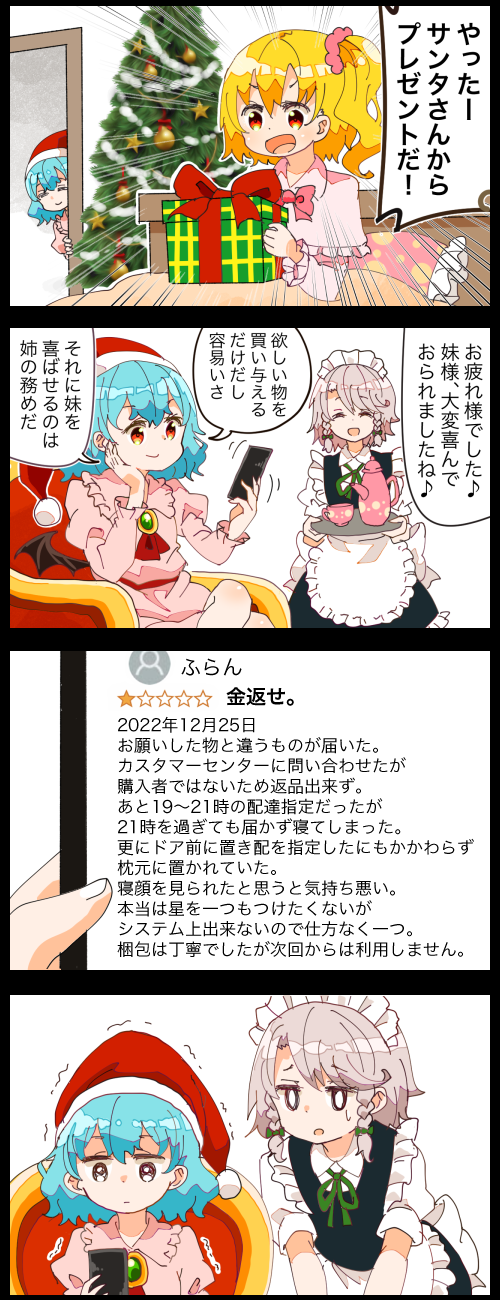 やったー
サンタさんから
プレゼントだ!
お疲れ様でした♪
妹様、大変喜んで
おられましたね♪
欲しい物を
買い与える
だけだし
容易いさ
それに妹を
喜ばせるのは
姉の務めだ
ふらん
★☆☆☆☆ 金返せ。
2022年12月25日
お願いした物と違うものが届いた。
カスタマーセンターに問い合わせたが
購入者ではないため返品出来ず。
あと19〜21時の配達指定だったが
21時を過ぎても届かず寝てしまった。
更にドア前に置き配を指定したにもかかわらず
枕元に置かれていた。
寝顔を見られたと思うと気持ち悪い。
本当は星を一つもつけたくないが
システム上出来ないので仕方なく一つ。
梱包は丁寧でしたが次回からは利用しません。